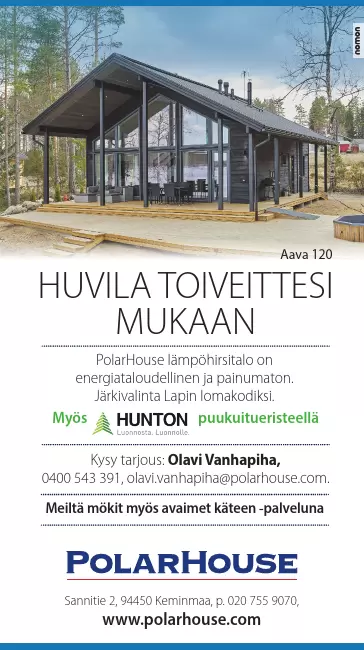 nomon
Aava 120
HUVILA TOIVEITTESI
MUKAAN
PolarHouse lämpöhirsitalo on
energiataloudellinen ja painumaton.
Järkivalinta Lapin lomakodiksi.
Myös HUNTON puukuitueristeellä
Luonnosta. Luonnolle.
Kysy tarjous: Olavi Vanhapiha,
0400 543 391, olavi.vanhapiha@polarhouse.com.
Meiltä mökit myös avaimet käteen -palveluna
POLARHOUSE
Sannitie 2, 94450 Keminmaa, p. 020 755 9070,
www.polarhouse.com